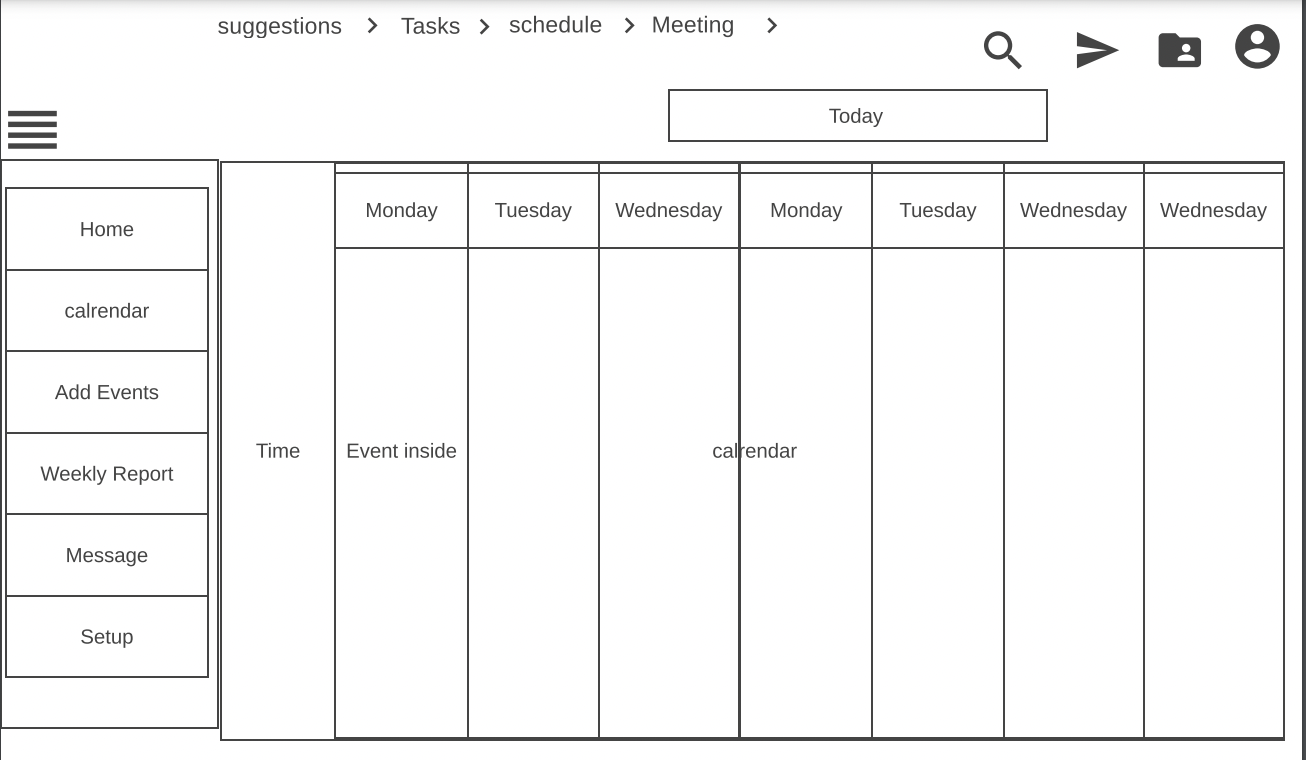 suggestions > Tasks > schedule > Meeting >
Today
Home
calrendar
Add Events
Weekly Report
Message
Setup
Time
Monday Tuesday Wednesday Monday Tuesday Wednesday Wednesday
Event inside
calrendar